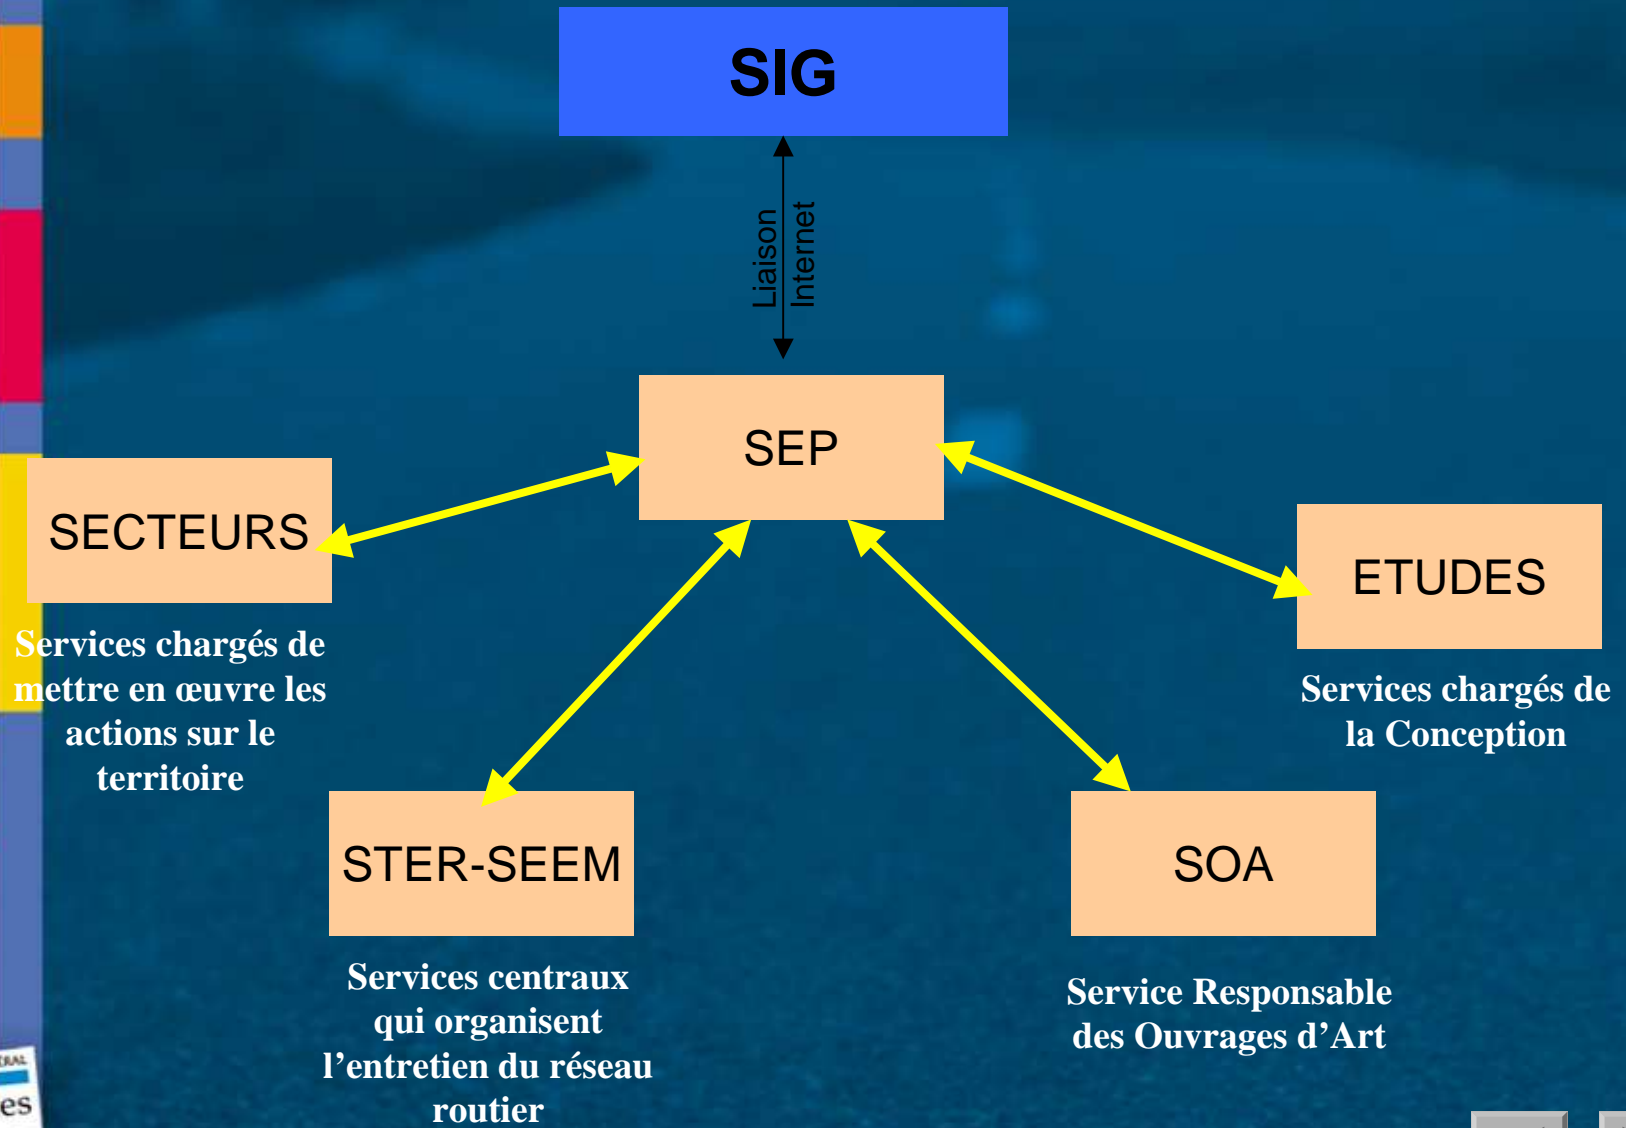 SIG
Liaison
Internet
SEP
SECTEURS
Services chargés de
mettre en œuvre les
actions sur le
territoire
ETUDES
Services chargés de
la Conception
STER-SEEM
Services centraux
qui organisent
l’entretien du réseau
routier
SOA
Service Responsable
des Ouvrages d’Art
es